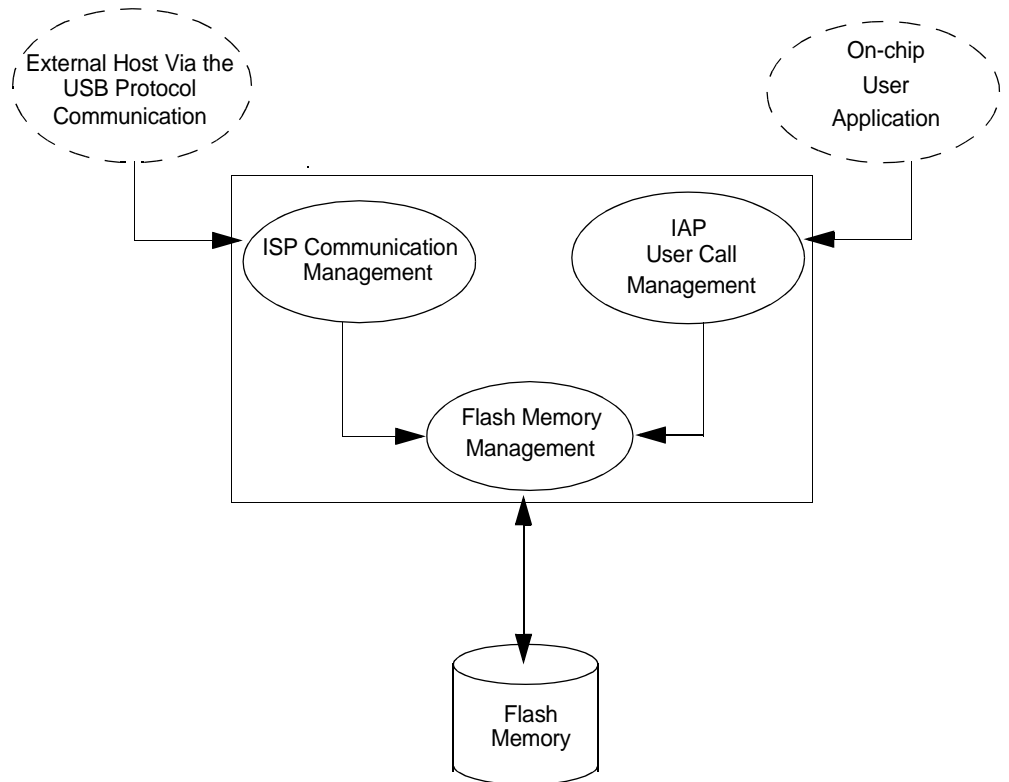 External Host Via the
USB Protocol
Communication
On-chip
User
Application
ISP Communication
Management
IAP
User Call
Management
Flash Memory
Management
Flash
Memory